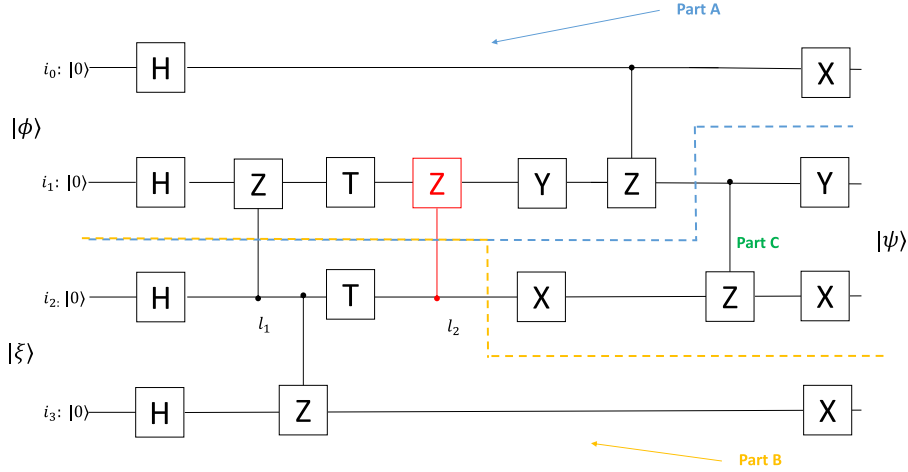 Part A
i₀: |0⟩ H X
|ϕ⟩
i₁: |0⟩ H Z T Z Y Z Y
Part C |ψ⟩
i₂: |0⟩ H T X Z X
l₁ l₂
|ξ⟩
i₃: |0⟩ H Z X
Part B